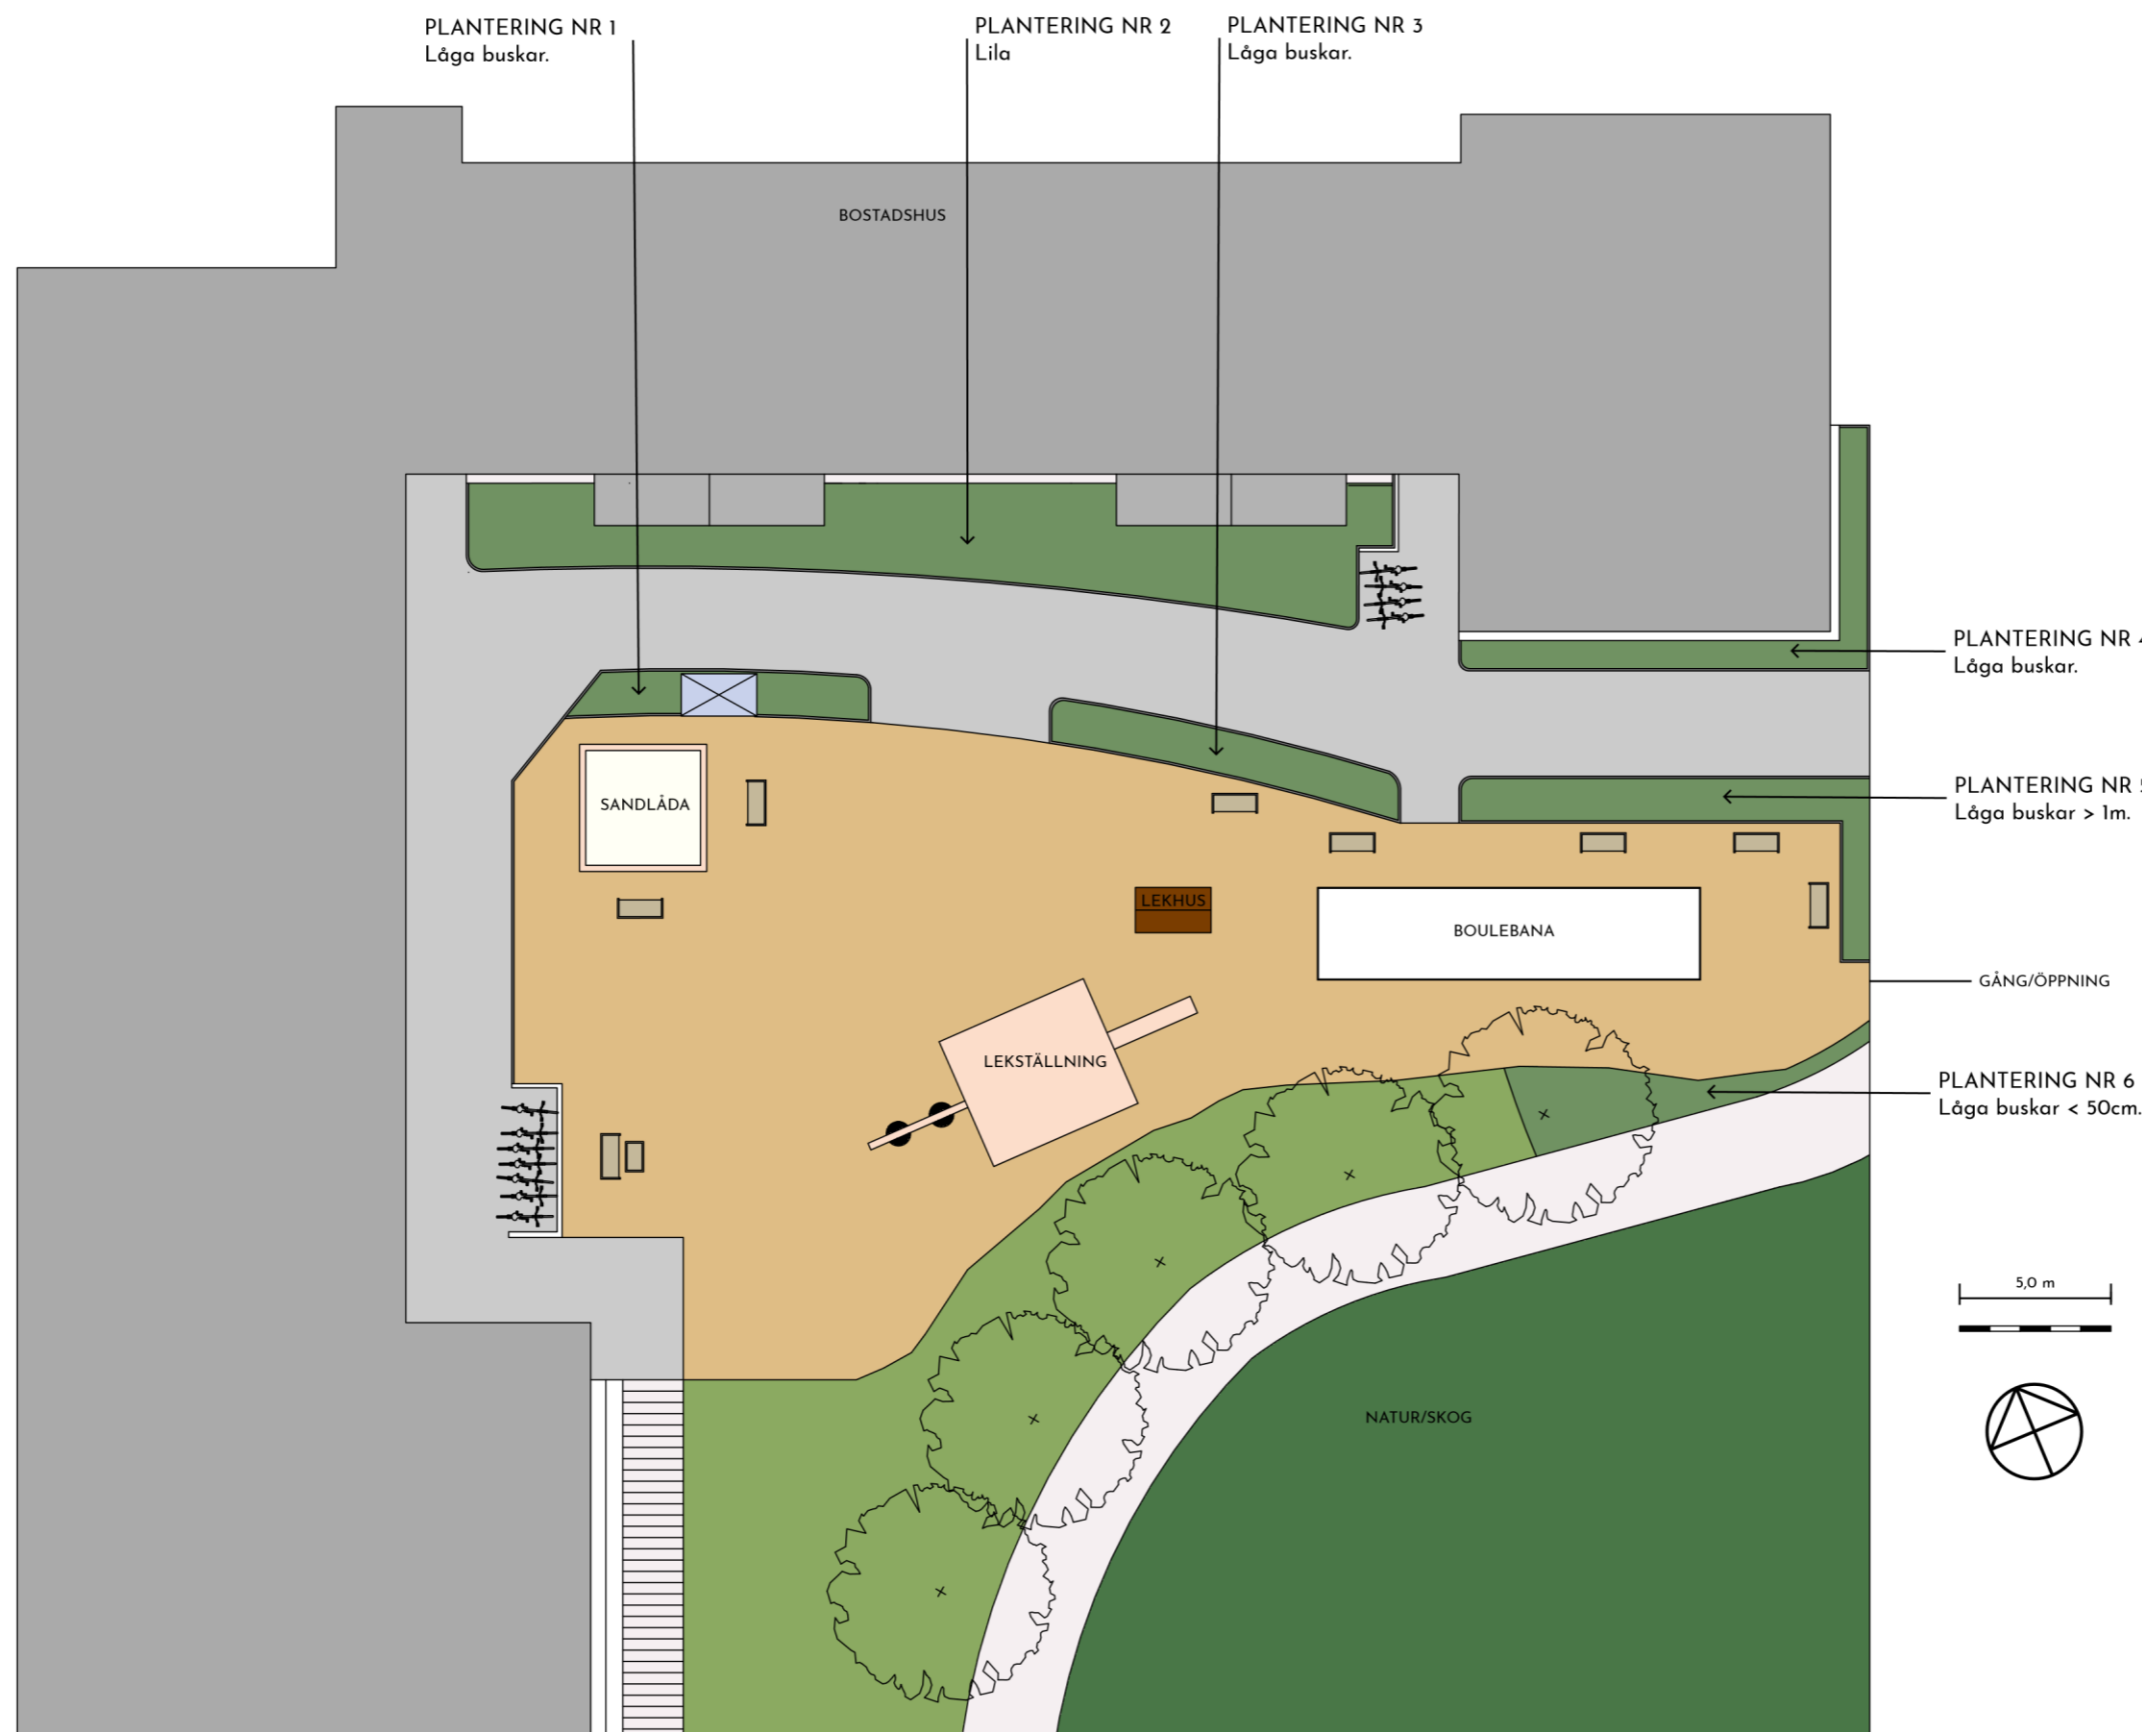 PLANTERING NR 1
Låga buskar.
PLANTERING NR 2
Lila
PLANTERING NR 3
Låga buskar.
BOSTADSHUS
PLANTERING NR
Låga buskar.
PLANTERING NR
Låga buskar > 1m.
SANDLÅDA
LEKHUS
BOULEBANA
GÅNG/ÖPPNING
LEKSTÄLLNING
PLANTERING NR 6
Låga buskar < 50cm.
5,0 m
NATUR/SKOG